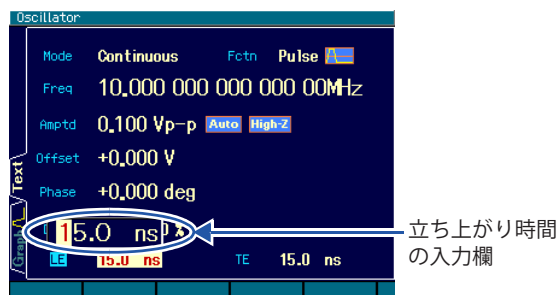 Oscillator
Mode Continuous Fctn Pulse
Freq 10.000 000 000 000 00MHz
Amptd 0.100 Vp-p Auto High-Z
Offset +0.000 V
Phase +0.000 deg
15.0 ns %
LE 15.0 ns TE 15.0 ns
Text
Graph
立ち上がり時間
の入力欄